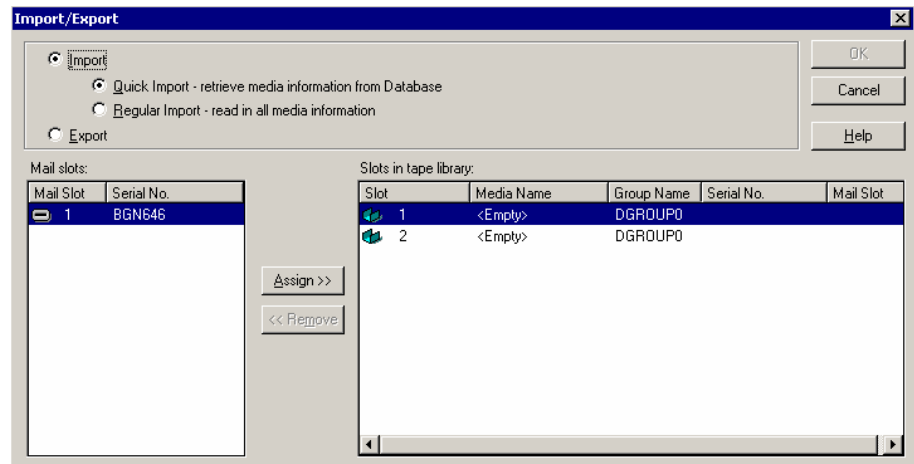 Import/Export
Import
Quick Import - retrieve media information from Database
Regular Import - read in all media information
Export
OK
Cancel
Help
Mail slots:
Mail Slot Serial No.
1 BGN646
Assign >>
<< Remove
Slots in tape library:
Slot Media Name Group Name Serial No. Mail Slot
1 <Empty> DGROUP0
2 <Empty> DGROUP0